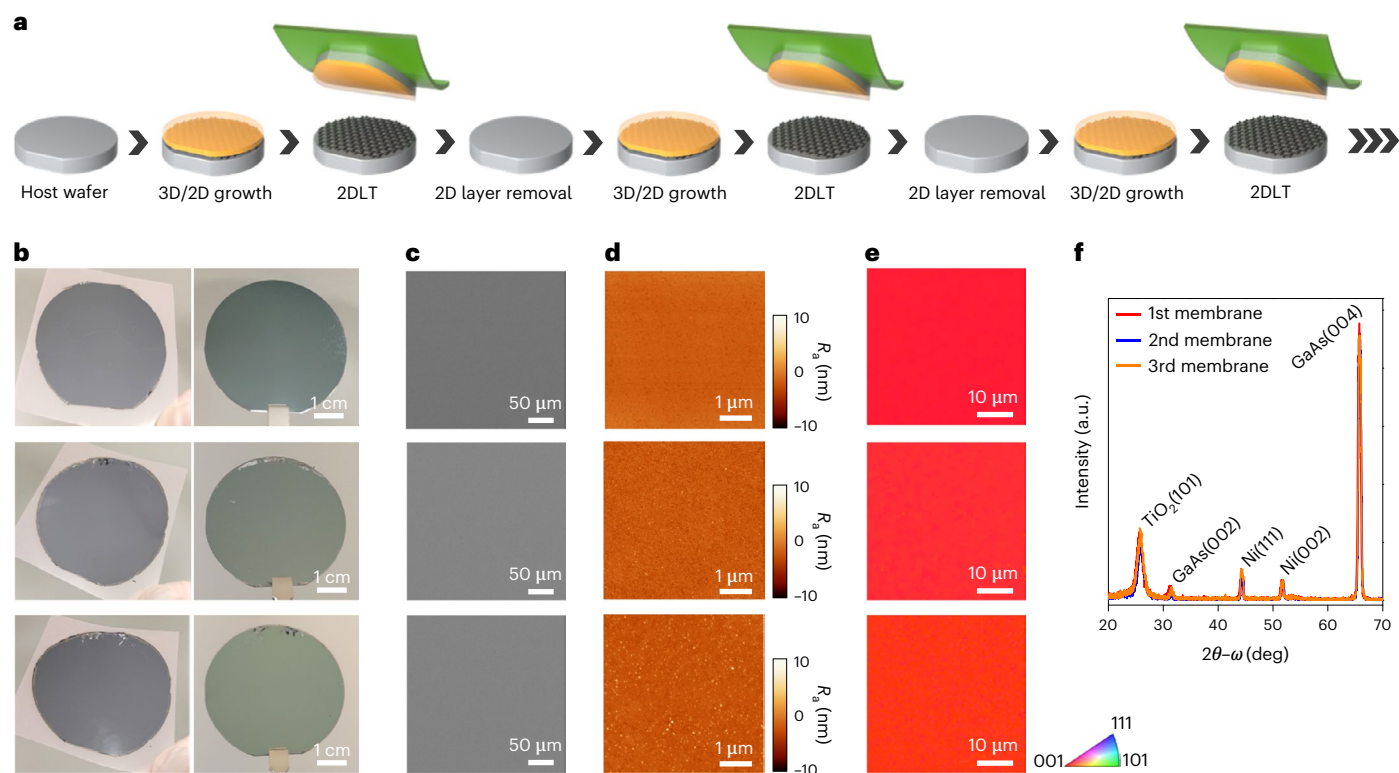 a
Host wafer
3D/2D growth
2DLT
2D layer removal
3D/2D growth
2DLT
2D layer removal
3D/2D growth
2DLT
b
1 cm
1 cm
1 cm
c
50 μm
50 μm
50 μm
d
1 μm
10
0
–10
Rₐ (nm)
1 μm
10
0
–10
Rₐ (nm)
1 μm
10
0
–10
Rₐ (nm)
e
10 μm
10 μm
10 μm
111
001
101
f
1st membrane
2nd membrane
3rd membrane
TiO₂(101)
GaAs(002)
Ni(111)
Ni(002)
GaAs(004)
Intensity (a.u.)
20 30 40 50 60 70
2θ–ω (deg)